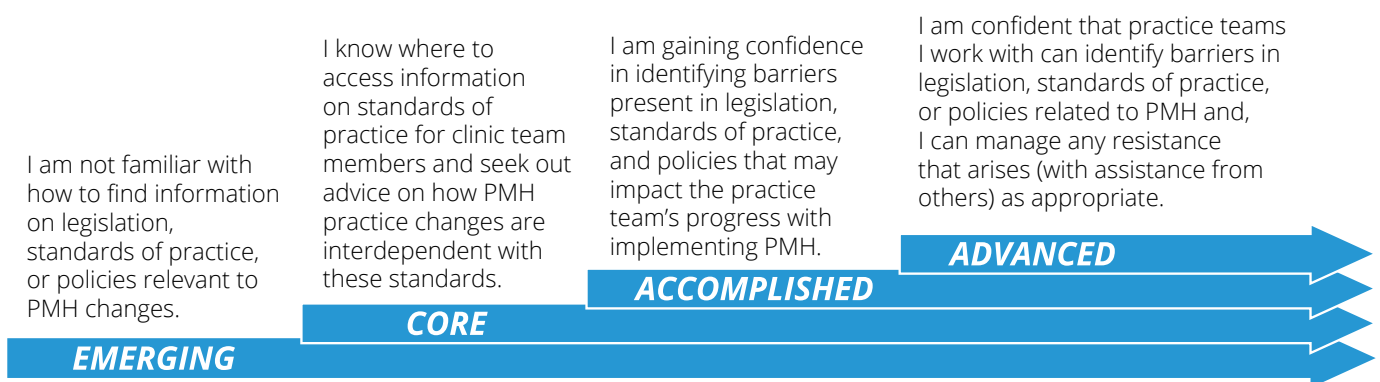 I am not familiar with
how to find information
on legislation,
standards of practice,
or policies relevant to
PMH changes.
EMERGING
I know where to
access information
on standards of
practice for clinic team
members and seek out
advice on how PMH
practice changes are
interdependent with
these standards.
CORE
I am gaining confidence
in identifying barriers
present in legislation,
standards of practice,
and policies that may
impact the practice
team’s progress with
implementing PMH.
ACCOMPLISHED
I am confident that practice teams
I work with can identify barriers in
legislation, standards of practice,
or policies related to PMH and,
I can manage any resistance
that arises (with assistance from
others) as appropriate.
ADVANCED